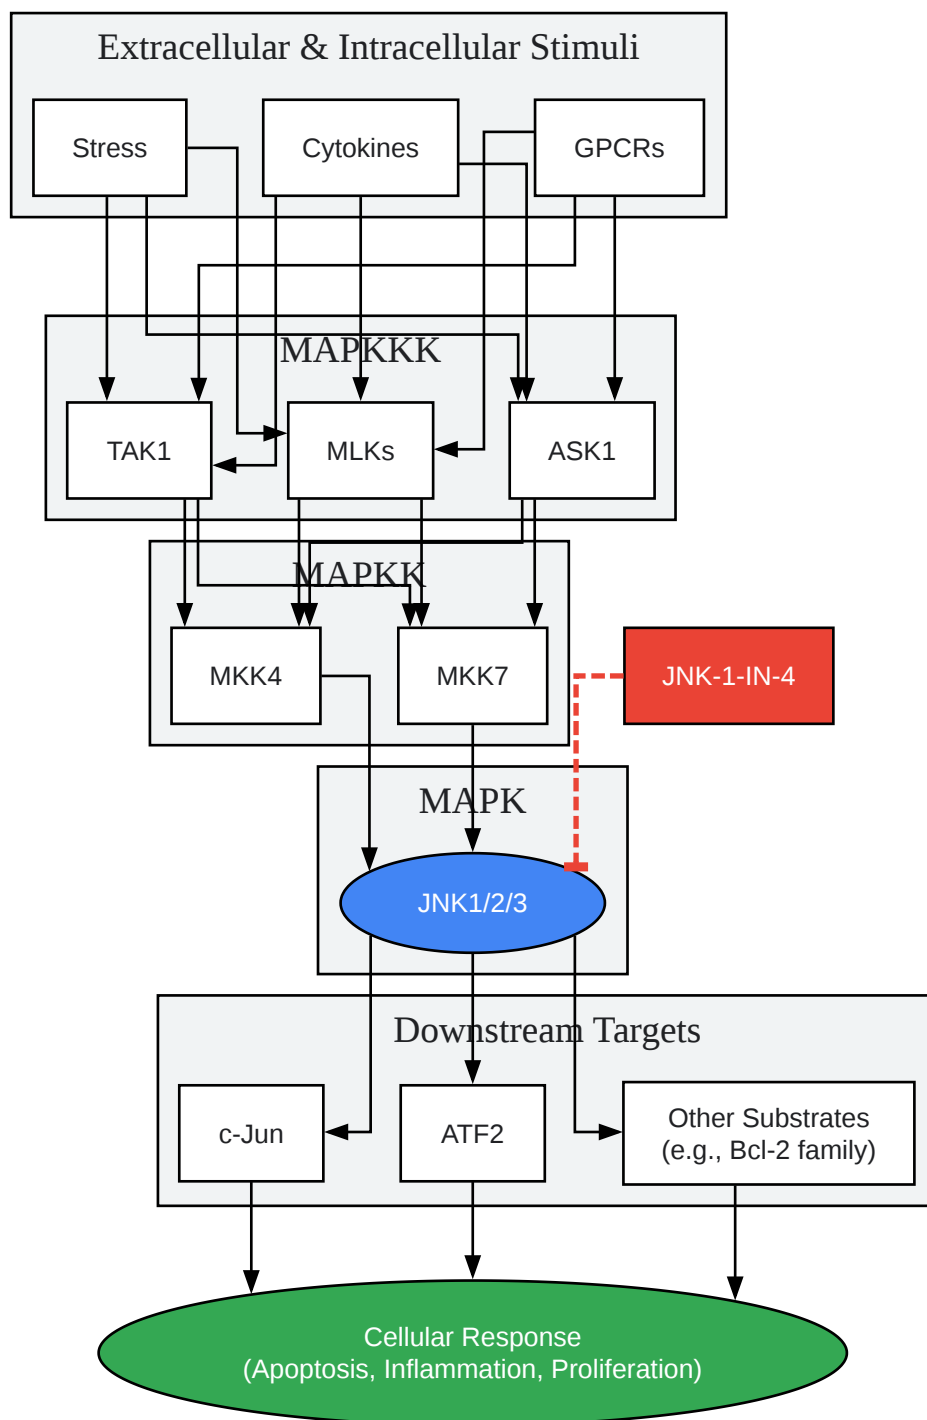 Extracellular & Intracellular Stimuli
Stress
Cytokines
GPCRs
MAPKKK
TAK1
MLKs
ASK1
MAPKK
MKK4
MKK7
JNK-1-IN-4
MAPK
JNK1/2/3
Downstream Targets
c-Jun
ATF2
Other Substrates
(e.g., Bcl-2 family)
Cellular Response
(Apoptosis, Inflammation, Proliferation)